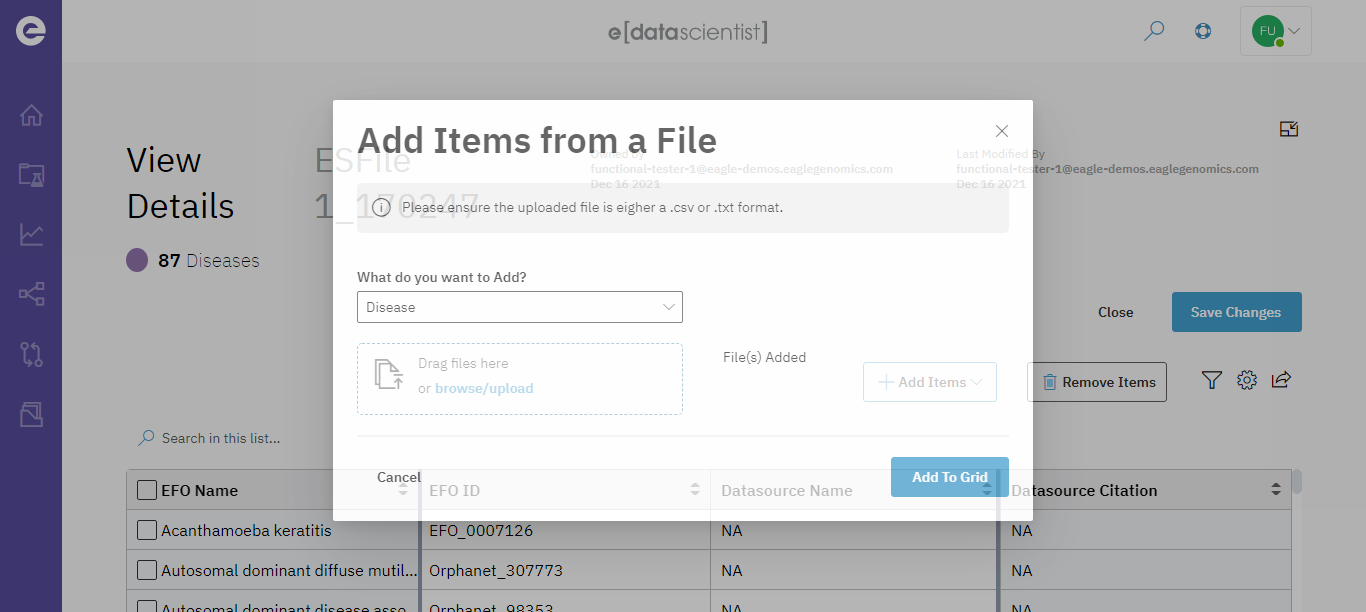 e[datascientist]
FU
Add Items from a File
View
Details
ESFile
1_170247
Owned By
functional-tester-1@eagle-demos.eaglegenomics.com
Dec 16 2021
Last Modified By
functional-tester-1@eagle-demos.eaglegenomics.com
Dec 16 2021
Please ensure the uploaded file is eigher a .csv or .txt format.
87 Diseases
What do you want to Add?
Disease
Close
Save Changes
Drag files here
or browse/upload
File(s) Added
Add Items
Remove Items
Search in this list...
Cancel
Add To Grid
EFO Name
EFO ID
Datasource Name
Datasource Citation
Acanthamoeba keratitis
EFO_0007126
NA
NA
Autosomal dominant diffuse mutil...
Orphanet_307773
NA
NA
Autosomal dominant disease asso
Orphanet_98353
NA
NA